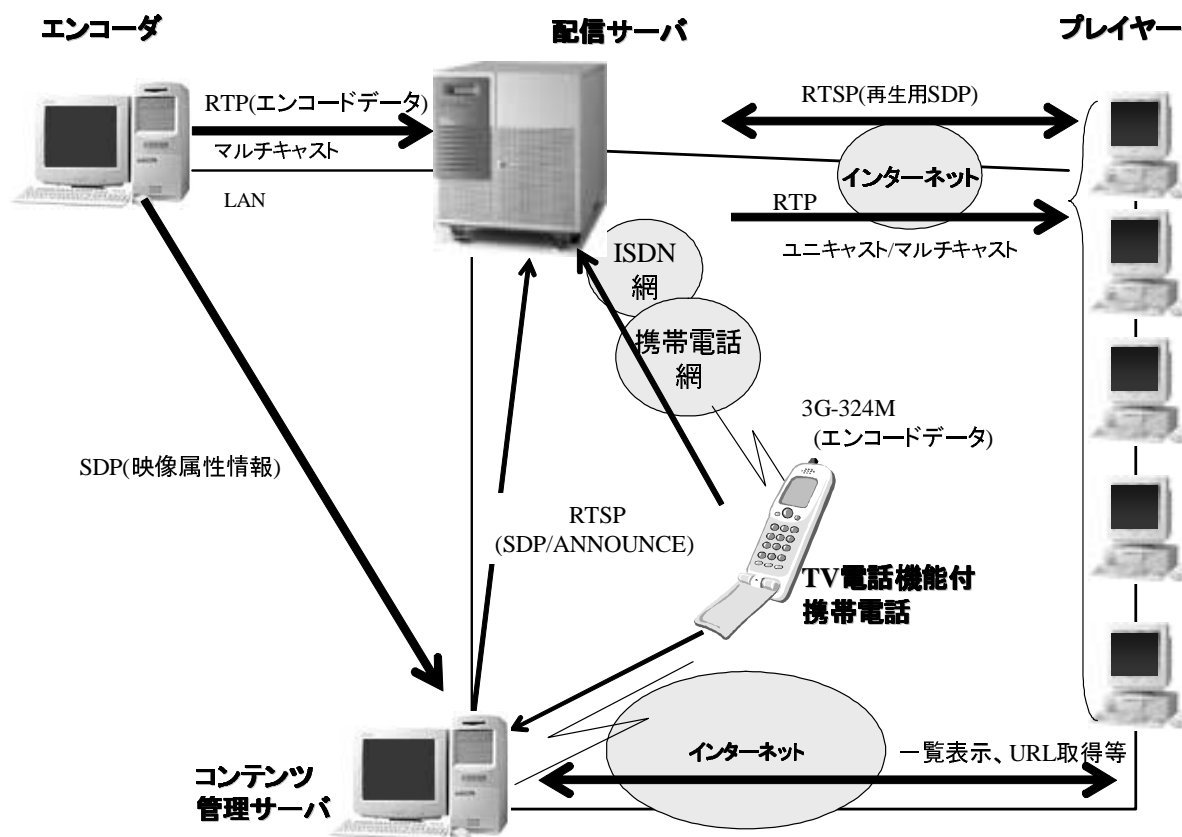 エンコーダ
配信サーバ
プレイヤー
RTP(エンコードデータ)
マルチキャスト
LAN
RTSP(再生用SDP)
インターネット
RTP
ユニキャスト/マルチキャスト
ISDN
網
携帯電話
網
3G-324M
(エンコードデータ)
SDP(映像属性情報)
RTSP
(SDP/ANNOUNCE)
TV電話機能付
携帯電話
インターネット
一覧表示、URL取得等
コンテンツ
管理サーバ